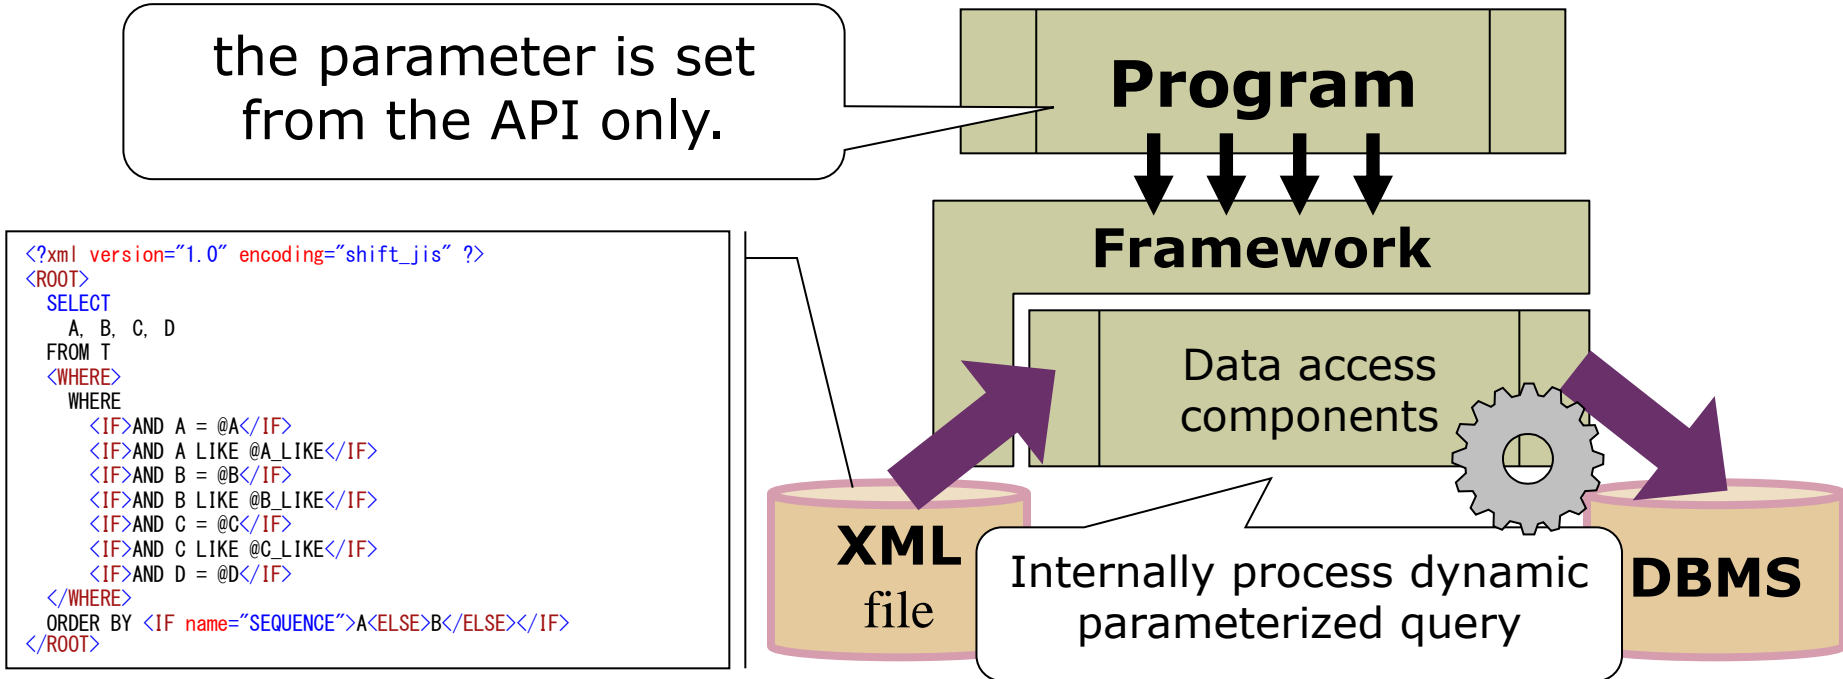 the parameter is set
from the API only.
Program
Framework
Data access
components
<?xml version="1.0" encoding="shift_jis" ?>
<ROOT>
  SELECT
    A, B, C, D
  FROM T
  <WHERE>
    WHERE
      <IF>AND A = @A</IF>
      <IF>AND A LIKE @A_LIKE</IF>
      <IF>AND B = @B</IF>
      <IF>AND B LIKE @B_LIKE</IF>
      <IF>AND C = @C</IF>
      <IF>AND C LIKE @C_LIKE</IF>
      <IF>AND D = @D</IF>
  </WHERE>
  ORDER BY <IF name="SEQUENCE">A<ELSE>B</ELSE></IF>
</ROOT>
XML
file
Internally process dynamic
parameterized query
DBMS